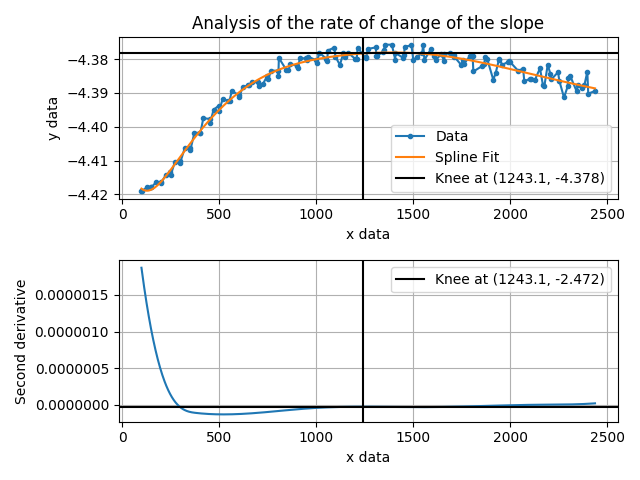 Analysis of the rate of change of the slope
−4.38
−4.39
−4.40
−4.41
−4.42
y data
Data
Spline Fit
Knee at (1243.1, -4.378)
0 500 1000 1500 2000 2500
x data
Knee at (1243.1, -2.472)
0.0000015
0.0000010
0.0000005
0.0000000
Second derivative
0 500 1000 1500 2000 2500
x data